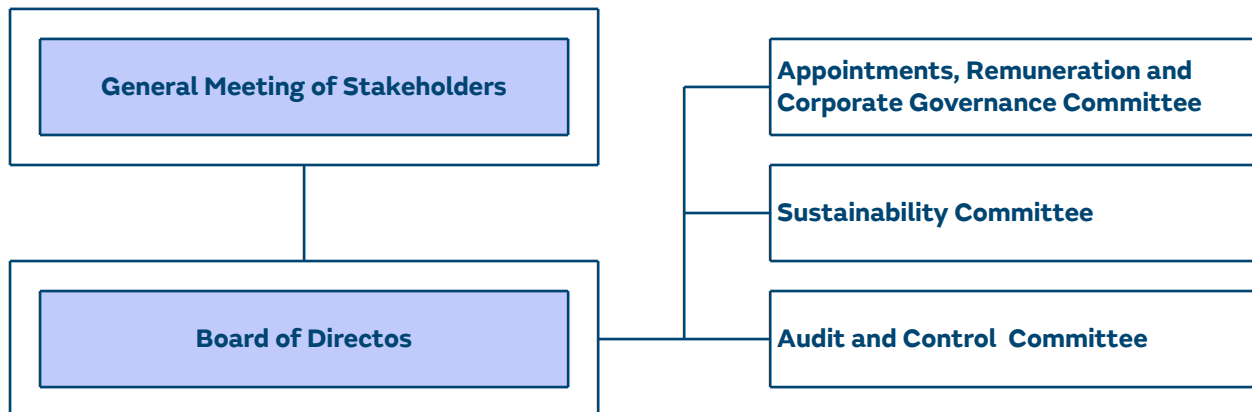 General Meeting of Stakeholders
Appointments, Remuneration and
Corporate Governance Committee
Sustainability Committee
Board of Directos
Audit and Control  Committee